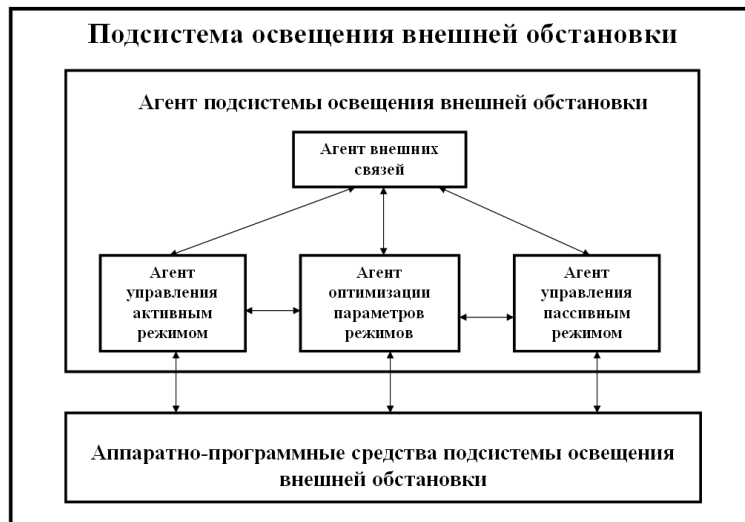 Подсистема освещения внешней обстановки
Агент подсистемы освещения внешней обстановки
Агент внешних
связей
Агент
управления
активным
режимом
Агент
оптимизации
параметров
режимов
Агент
управления
пассивным
режимом
Аппаратно-программные средства подсистемы освещения
внешней обстановки